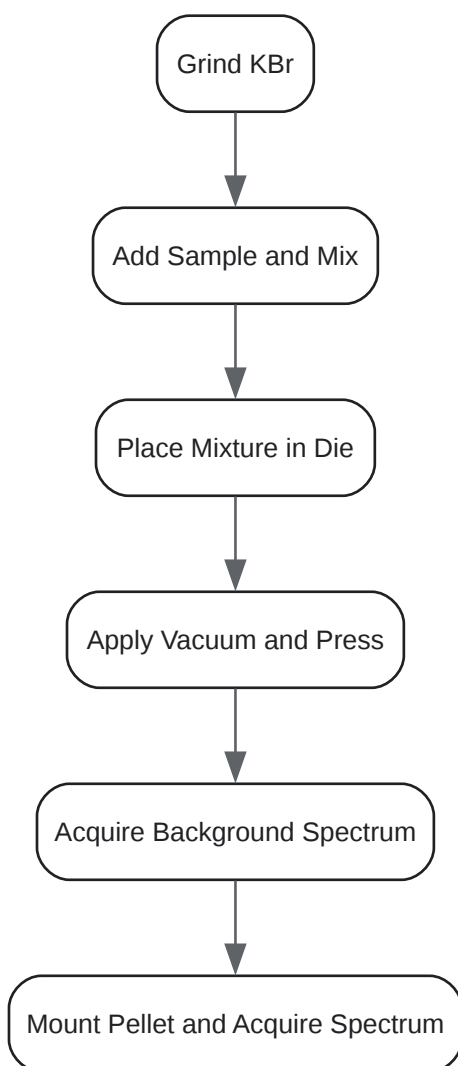 Grind KBr
Add Sample and Mix
Place Mixture in Die
Apply Vacuum and Press
Acquire Background Spectrum
Mount Pellet and Acquire Spectrum